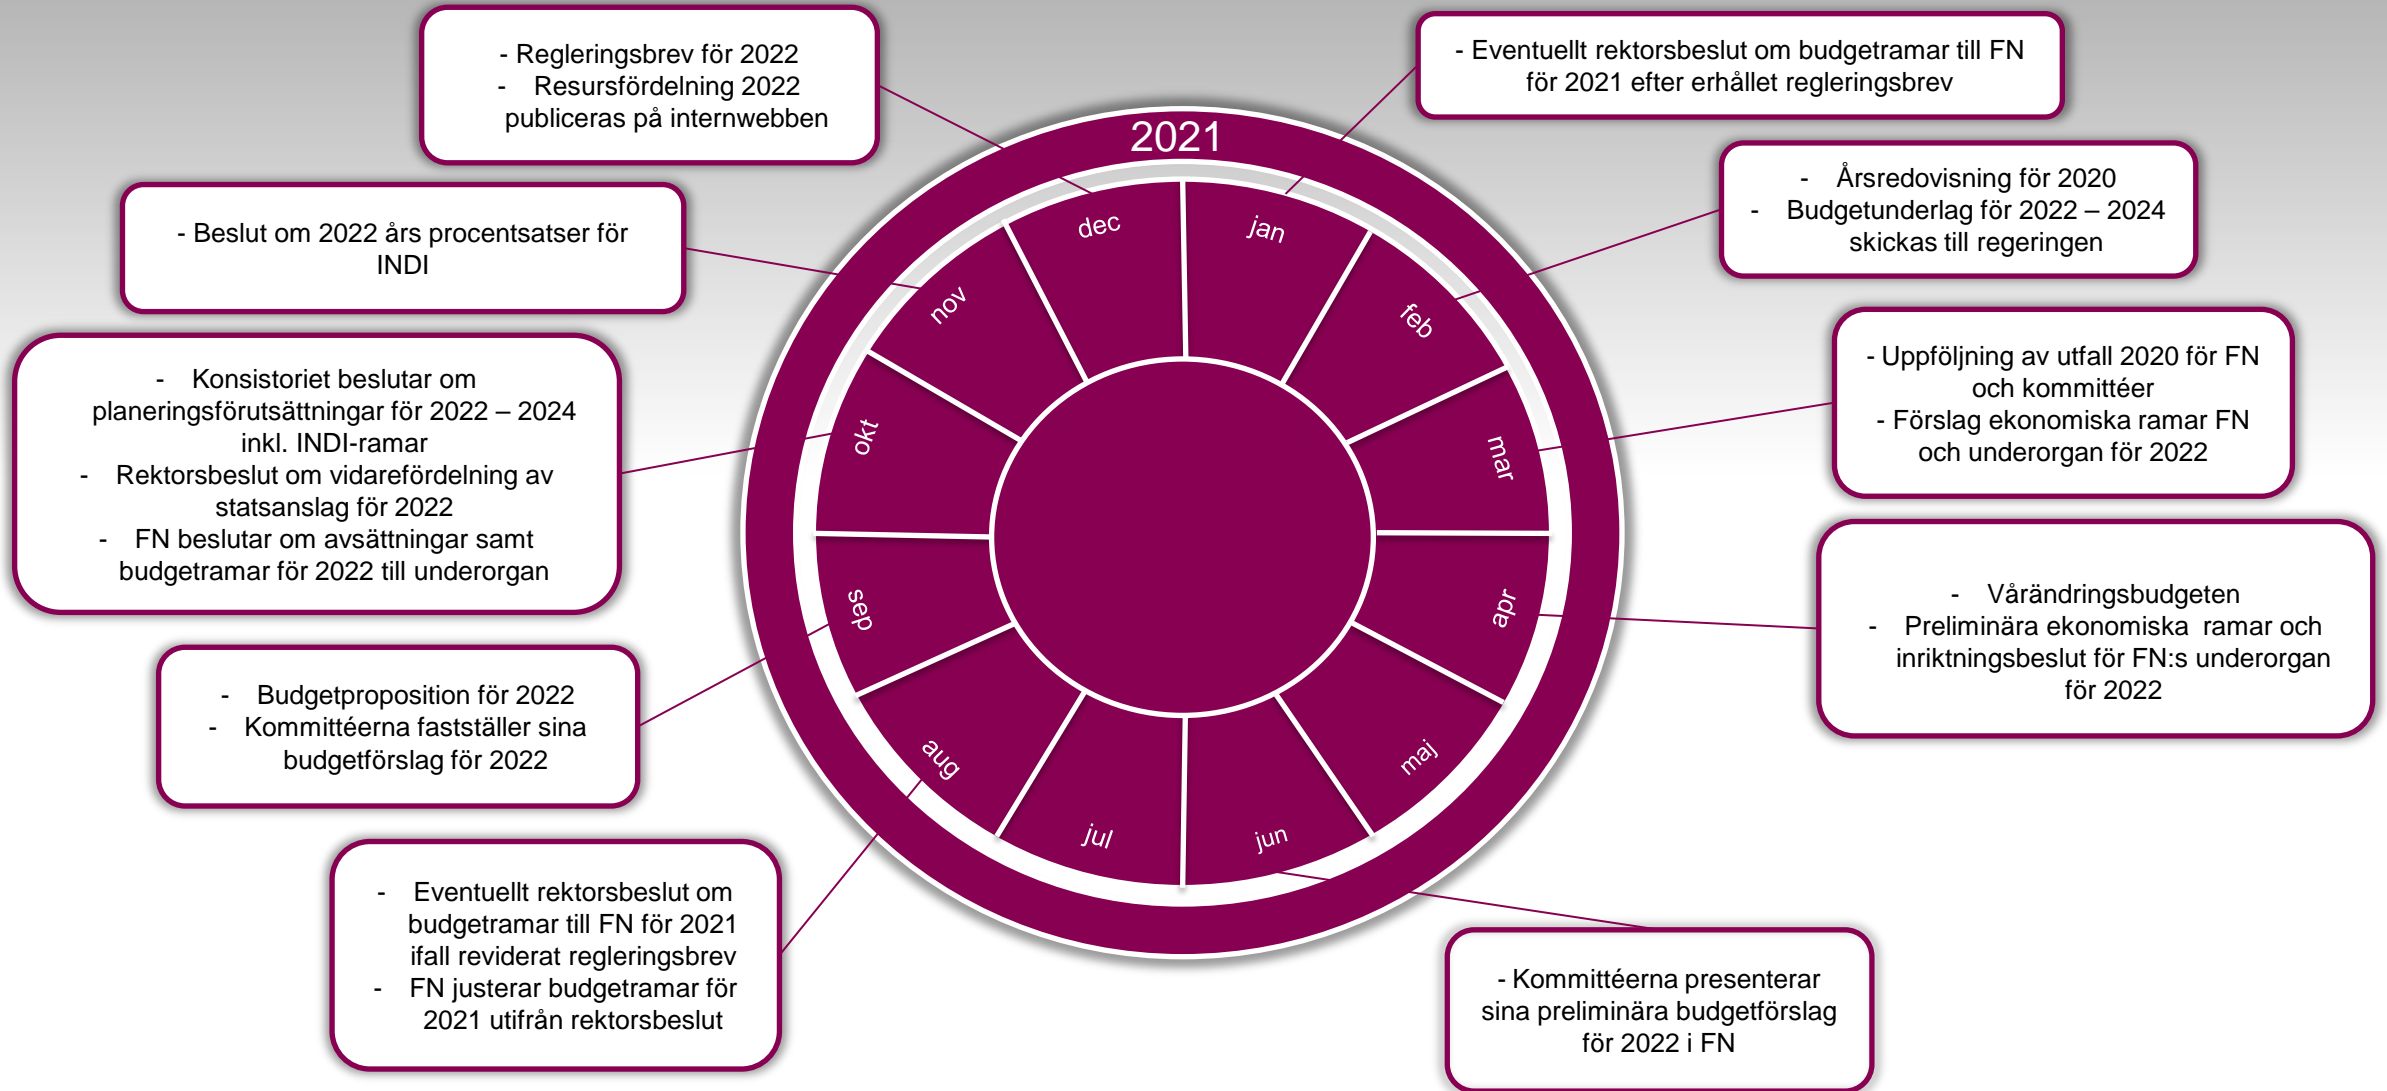 2021
jan
feb
mar
apr
maj
jun
jul
aug
sep
okt
nov
dec
- Eventuellt rektorsbeslut om budgetramar till FN
för 2021 efter erhållet regleringsbrev
- Årsredovisning för 2020
- Budgetunderlag för 2022 – 2024
skickas till regeringen
- Uppföljning av utfall 2020 för FN
och kommittéer
- Förslag ekonomiska ramar FN
och underorgan för 2022
- Vårändringsbudgeten
- Preliminära ekonomiska ramar och
inriktningsbeslut för FN:s underorgan
för 2022
- Kommittéerna presenterar
sina preliminära budgetförslag
för 2022 i FN
- Eventuellt rektorsbeslut om
budgetramar till FN för 2021
ifall reviderat regleringsbrev
- FN justerar budgetramar för
2021 utifrån rektorsbeslut
- Budgetproposition för 2022
- Kommittéerna fastställer sina
budgetförslag för 2022
- Konsistoriet beslutar om
planeringsförutsättningar för 2022 – 2024
inkl. INDI-ramar
- Rektorsbeslut om vidarefördelning av
statsanslag för 2022
- FN beslutar om avsättningar samt
budgetramar för 2022 till underorgan
- Beslut om 2022 års procentsatser för
INDI
- Regleringsbrev för 2022
- Resursfördelning 2022
publiceras på internwebben